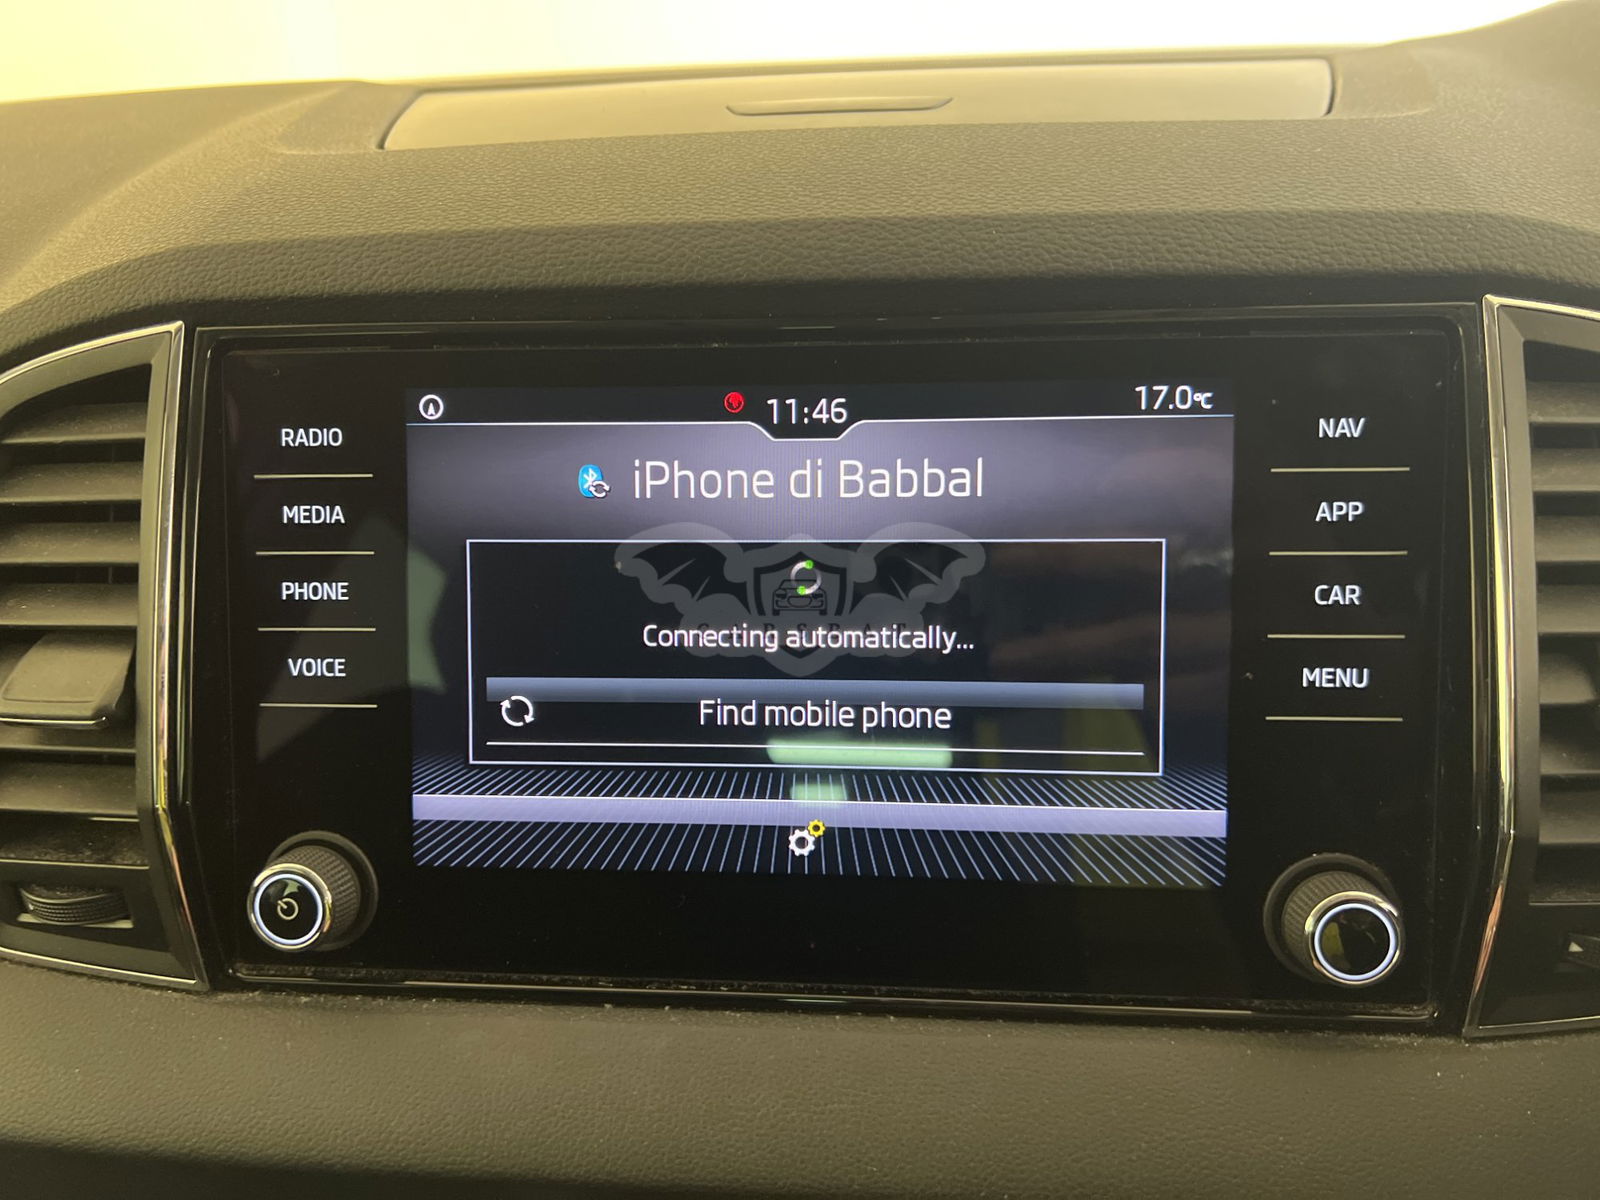 11:46
17.0°C
iPhone di Babbal
Connecting automatically...
Find mobile phone
RADIO
MEDIA
PHONE
VOICE
NAV
APP
CAR
MENU
CARSBAT